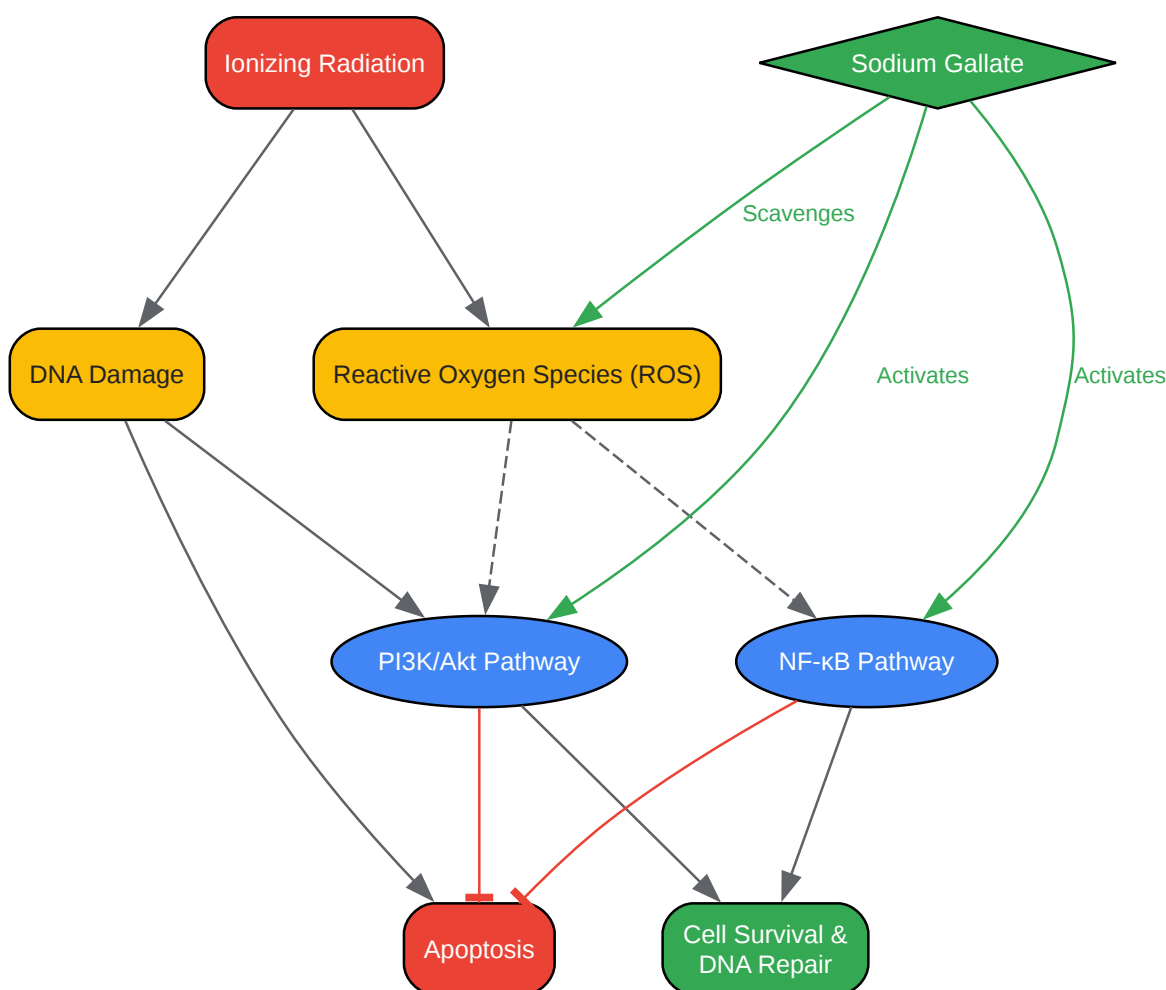 Ionizing Radiation
Sodium Gallate
Scavenges
DNA Damage
Reactive Oxygen Species (ROS)
Activates
Activates
PI3K/Akt Pathway
NF-κB Pathway
Apoptosis
Cell Survival &
DNA Repair